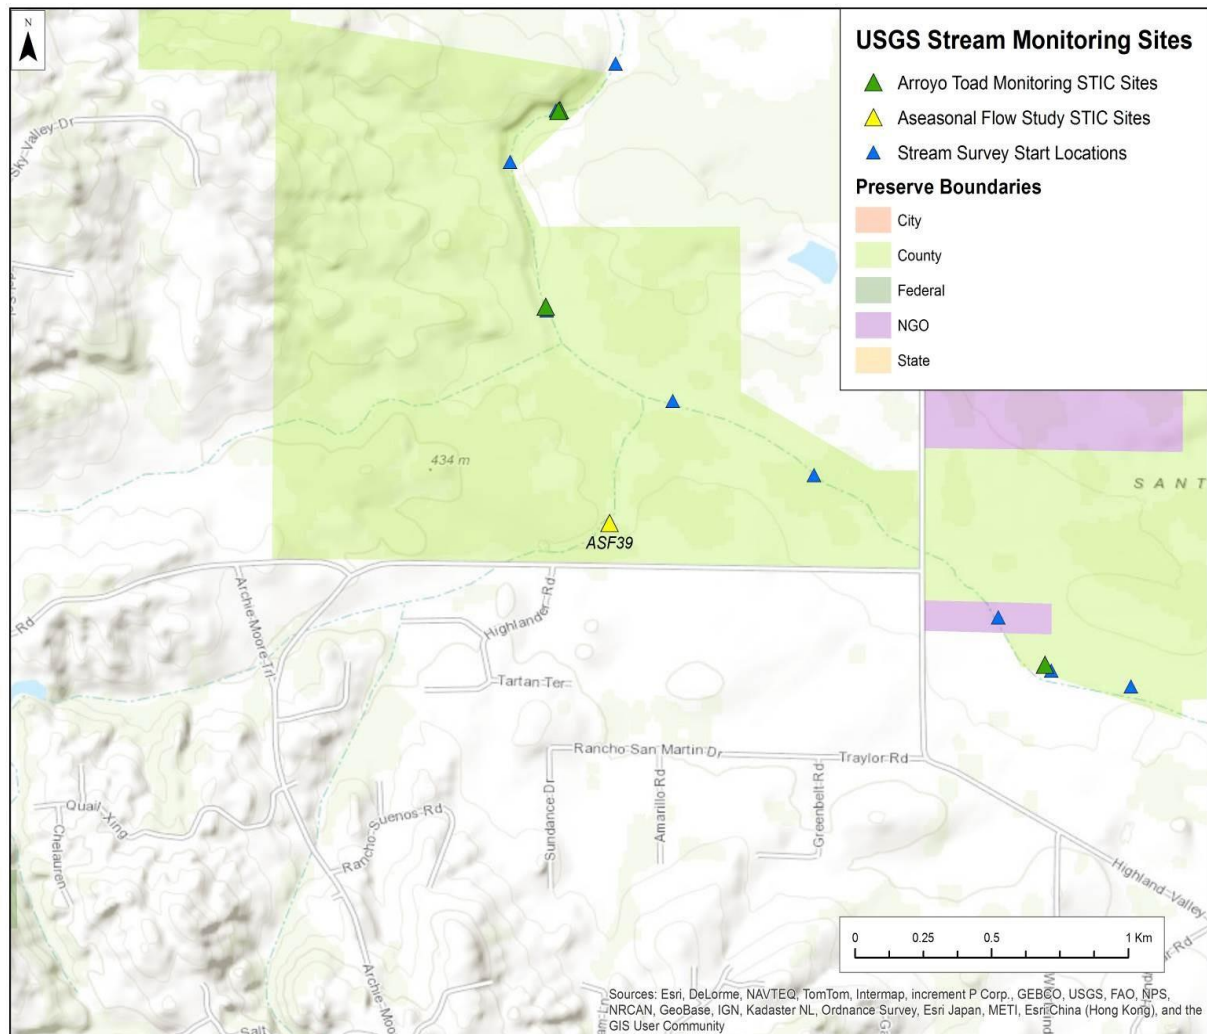 N
USGS Stream Monitoring Sites
Arroyo Toad Monitoring STIC Sites
Aseasonal Flow Study STIC Sites
Stream Survey Start Locations
Preserve Boundaries
City
County
Federal
NGO
State
Sky Valley Dr
434 m
SANT
ASF39
Rd
Archie Moore Trl
Highlander Rd
Tartan Ter
Rancho San Martin Dr
Traylor Rd
Sundance Dr
Amarillo Rd
Greenbelt Rd
Quail Xing
Chelauren
Rancho Suenos Rd
Highland Valley
Rd
Archie Moo
Salt
0 0.25 0.5 1 Km
Sources: Esri, DeLorme, NAVTEQ, TomTom, Intermap, increment P Corp., GEBCO, USGS, FAO, NPS,
NRCAN, GeoBase, IGN, Kadaster NL, Ordnance Survey, Esri Japan, METI, Esri China (Hong Kong), and the
GIS User Community